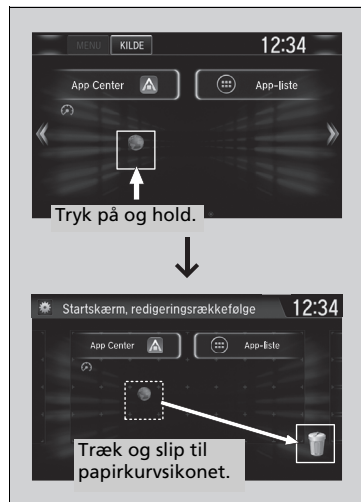 MENU KILDE 12:34
App Center App-liste
Tryk på og hold.
Startskærm, redigeringsrækkefølge 12:34
App Center App-liste
Træk og slip til
papirkurvsikonet.